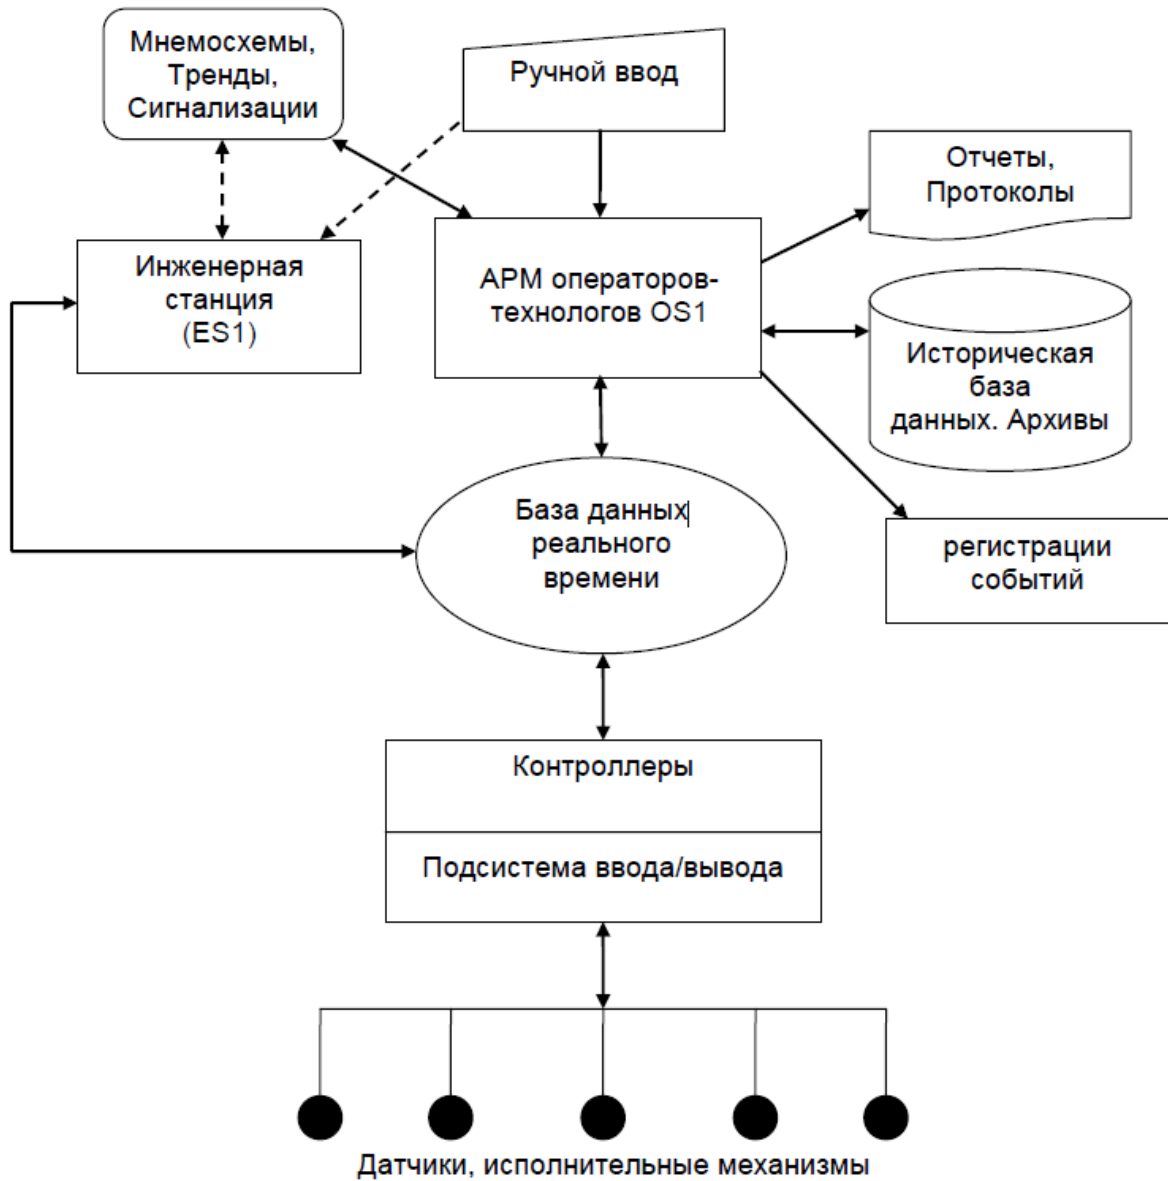 Мнемосхемы,
Тренды,
Сигнализации
Ручной ввод
Отчеты,
Протоколы
Инженерная
станция
(ES1)
АРМ операторов-
технологов OS1
Историческая
база
данных. Архивы
База данных
реального
времени
регистрации
событий
Контроллеры
Подсистема ввода/вывода
Датчики, исполнительные механизмы